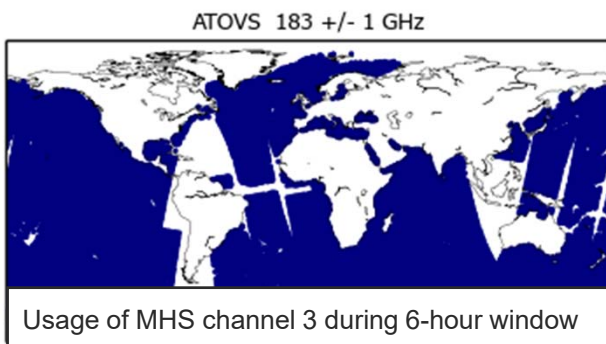 ATOVS 183 +/- 1 GHz
Usage of MHS channel 3 during 6-hour window